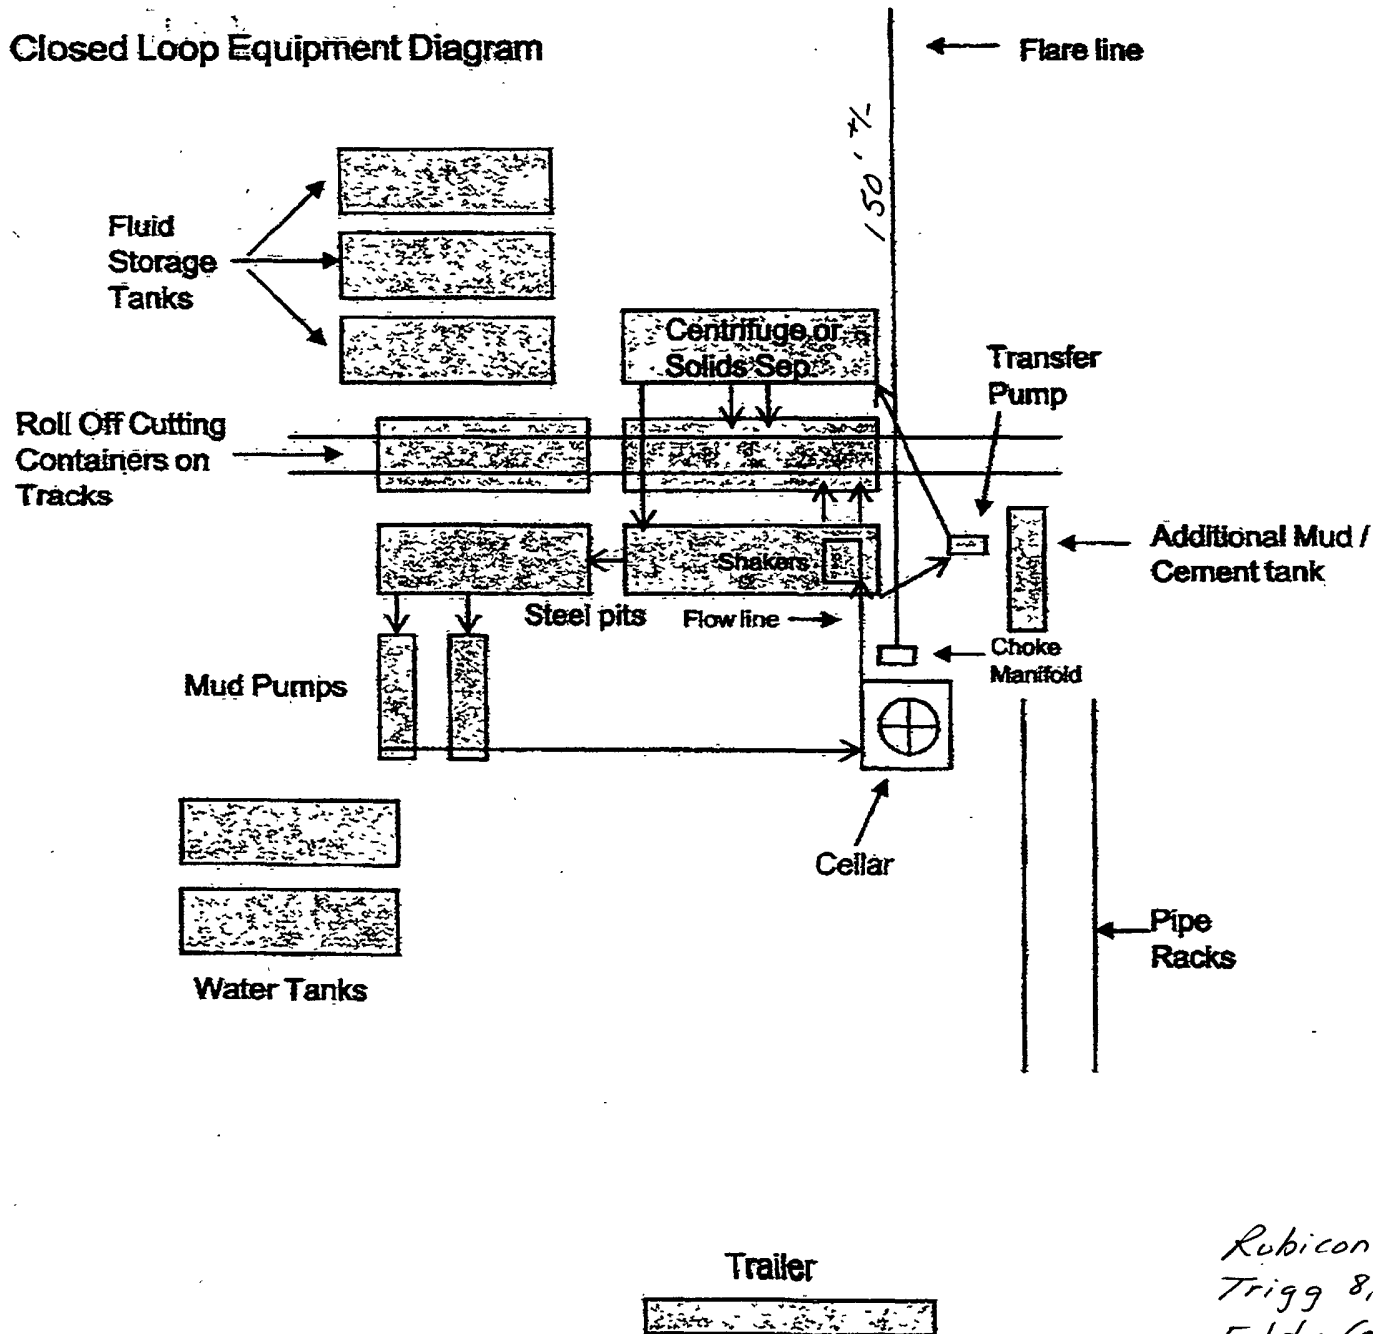 Closed Loop Equipment Diagram
Flare line
150' +/-
Fluid
Storage
Tanks
Centrifuge or
Solids Sep.
Transfer
Pump
Roll Off Cutting
Containers on
Tracks
Additional Mud /
Cement tank
Shakers
Steel pits
Flow line
Choke
Manifold
Mud Pumps
Cellar
Pipe
Racks
Water Tanks
Trailer
Rubicon
Trigg 8,